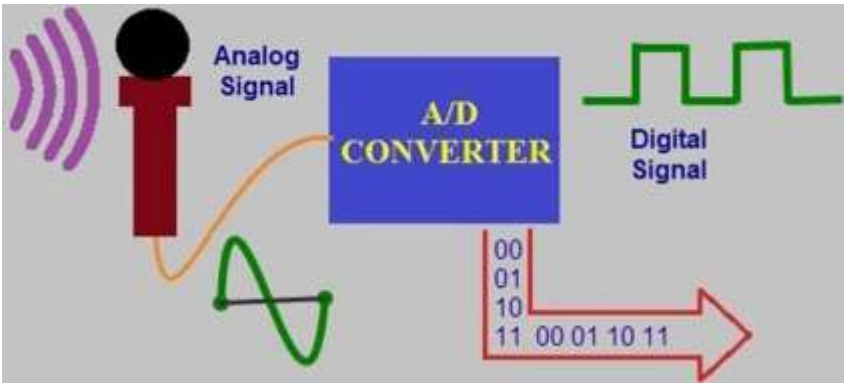 Analog
Signal
A/D
CONVERTER
Digital
Signal
00
01
10
11 00 01 10 11